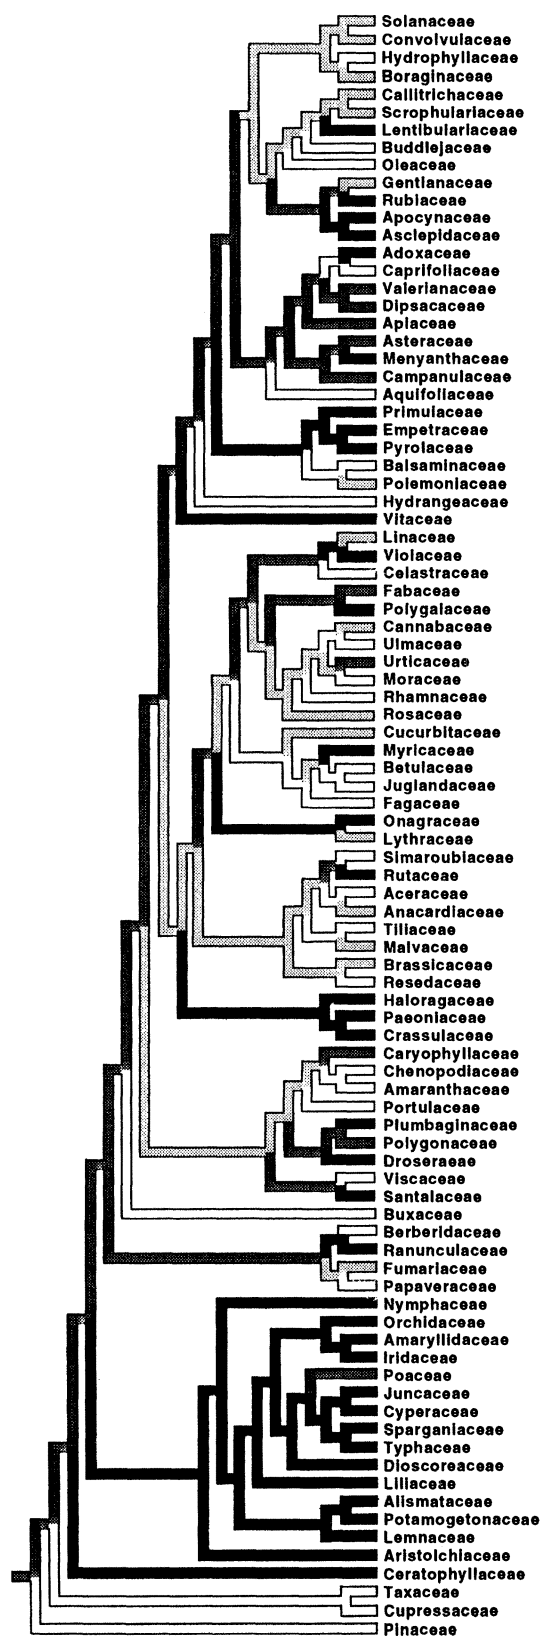 Solanaceae
Convolvulaceae
Hydrophyllaceae
Boraginaceae
Callitrichaceae
Scrophulariaceae
Lentibulariaceae
Buddlejaceae
Oleaceae
Gentianaceae
Rubiaceae
Apocynaceae
Asclepidaceae
Adoxaceae
Caprifoliaceae
Valerianaceae
Dipsacaceae
Apiaceae
Asteraceae
Menyanthaceae
Campanulaceae
Aquifoliaceae
Primulaceae
Empetraceae
Pyrolaceae
Balsaminaceae
Polemoniaceae
Hydrangeaceae
Vitaceae
Linaceae
Violaceae
Celastraceae
Fabaceae
Polygalaceae
Cannabaceae
Ulmaceae
Urticaceae
Moraceae
Rhamnaceae
Rosaceae
Cucurbitaceae
Myricaceae
Betulaceae
Juglandaceae
Fagaceae
Onagraceae
Lythraceae
Simaroubiaceae
Rutaceae
Aceraceae
Anacardiaceae
Tiliaceae
Malvaceae
Brassicaceae
Resedaceae
Haloragaceae
Paeoniaceae
Crassulaceae
Caryophyllaceae
Chenopodiaceae
Amaranthaceae
Portulaceae
Plumbaginaceae
Polygonaceae
Droseraeae
Viscaceae
Santalaceae
Buxaceae
Berberidaceae
Ranunculaceae
Fumariaceae
Papaveraceae
Nymphaceae
Orchidaceae
Amaryllidaceae
Iridaceae
Poaceae
Juncaceae
Cyperaceae
Sparganiaceae
Typhaceae
Dioscoreaceae
Liliaceae
Alismataceae
Potamogetonaceae
Lemnaceae
Aristolchiaceae
Ceratophyllaceae
Taxaceae
Cupressaceae
Pinaceae